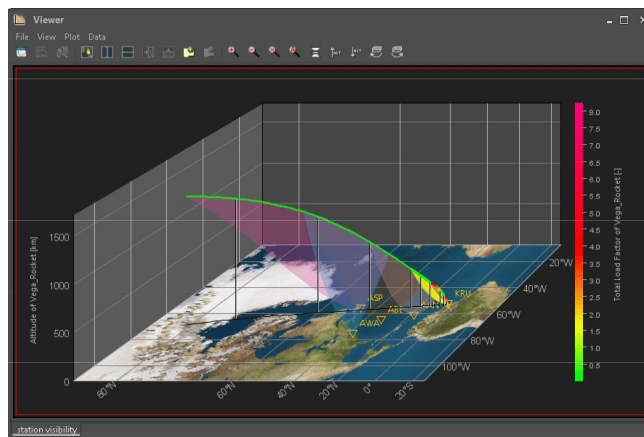 Viewer
File View Plot Data
Altitude of Vega_Rocket [km]
1500
1000
500
0
80°N
60°N
40°N
20°N
0°
20°S
100°W
80°W
60°W
40°W
20°W
ASP
ABE
AWA
KRU
8.0
7.5
7.0
6.5
6.0
5.5
5.0
4.5
4.0
3.5
3.0
2.5
2.0
1.5
1.0
0.5
Total Load Factor of Vega_Rocket [-]
station visibility